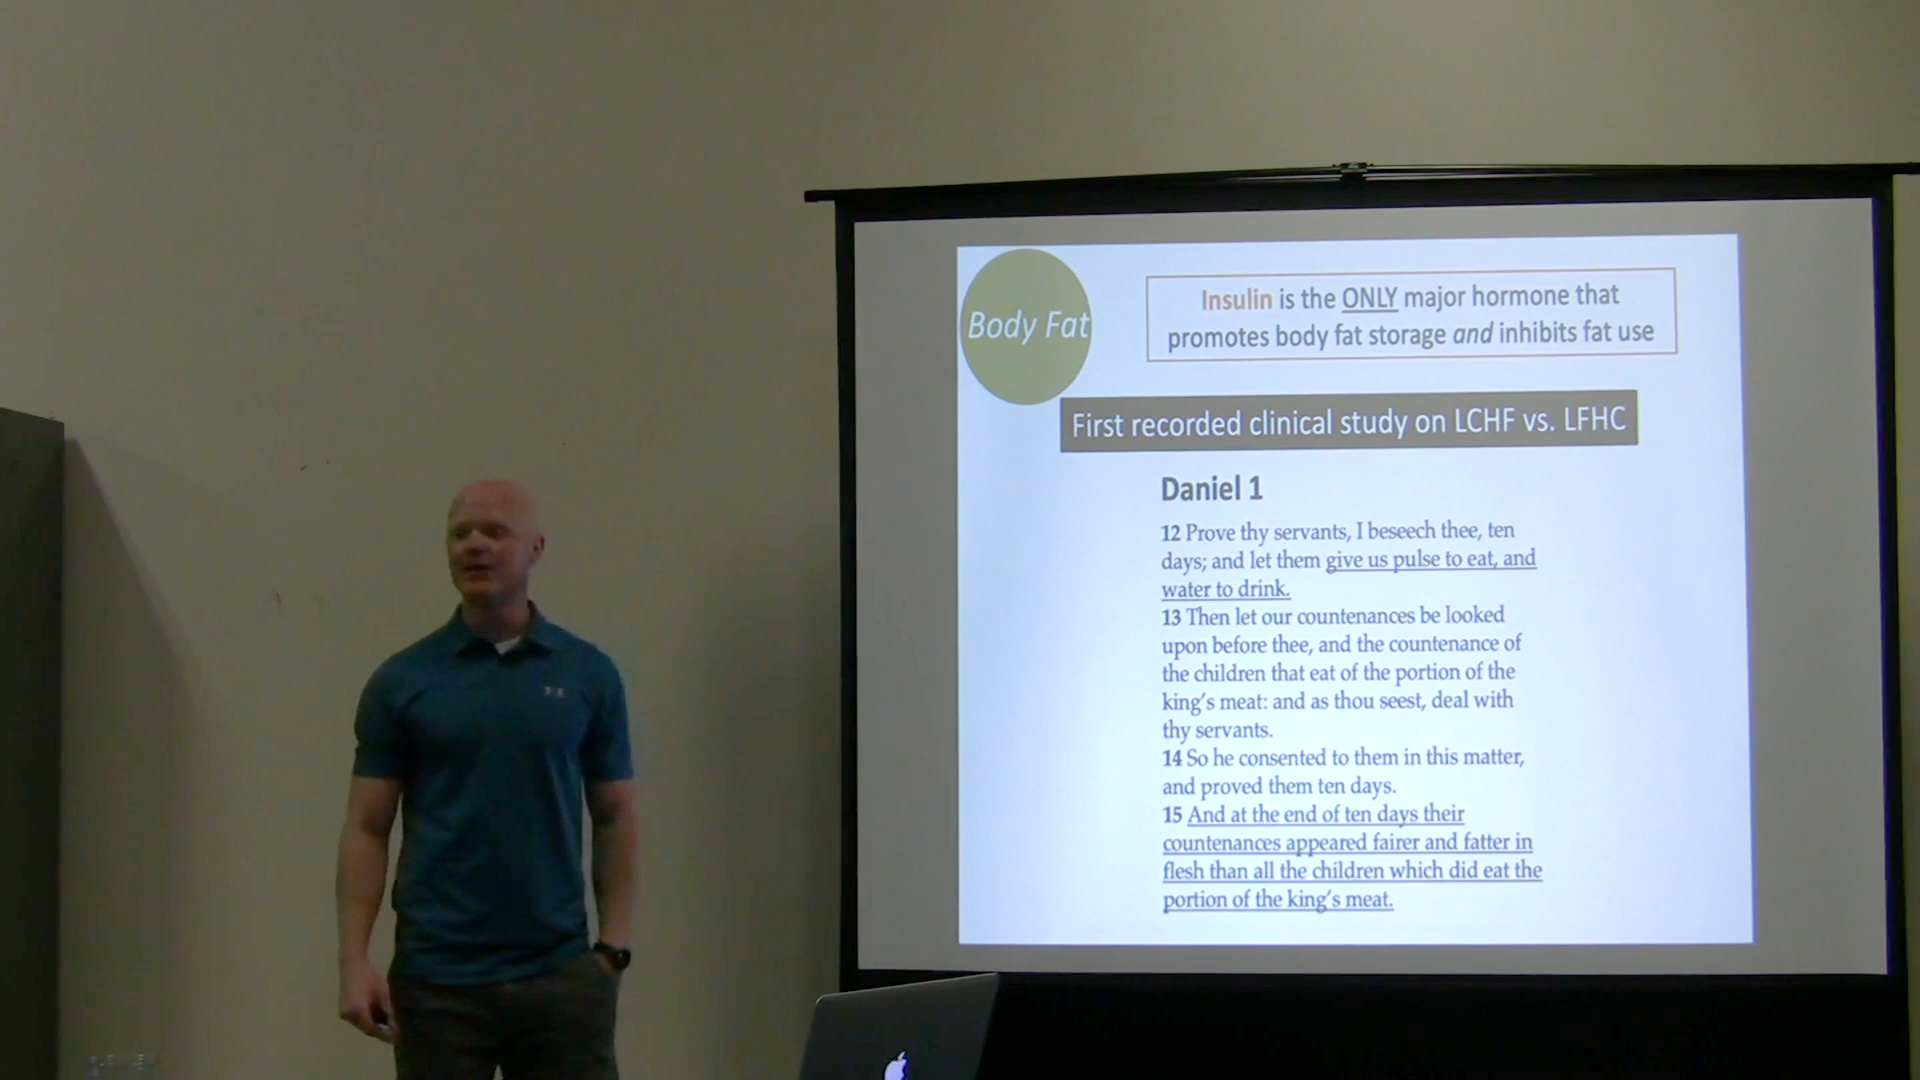 Body Fat
Insulin is the ONLY major hormone that
promotes body fat storage and inhibits fat use
First recorded clinical study on LCHF vs. LFHC
Daniel 1
12 Prove thy servants, I beseech thee, ten
days; and let them give us pulse to eat, and
water to drink.
13 Then let our countenances be looked
upon before thee, and the countenance of
the children that eat of the portion of the
king's meat: and as thou seest, deal with
thy servants.
14 So he consented to them in this matter,
and proved them ten days.
15 And at the end of ten days their
countenances appeared fairer and fatter in
flesh than all the children which did eat the
portion of the king's meat.